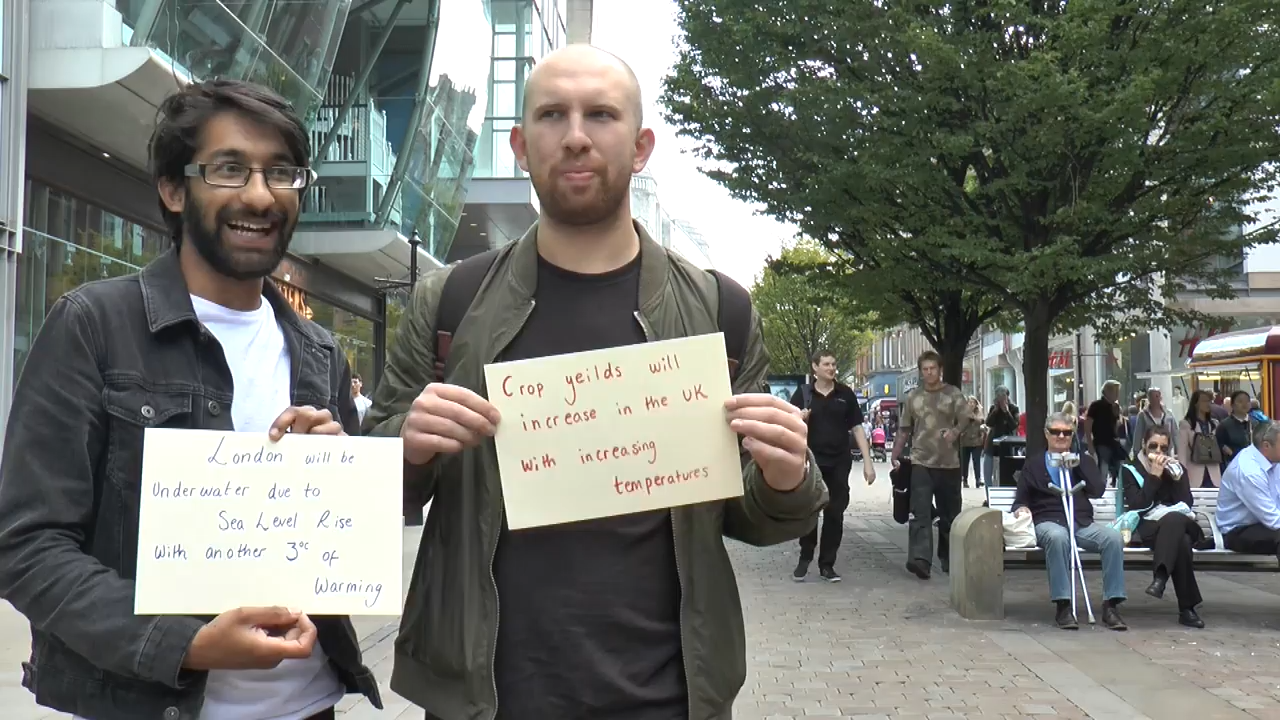 London will be
Underwater due to
Sea Level Rise
With another 3°c of
Warming
Crop yeilds will
increase in the UK
With increasing
temperatures
H&M